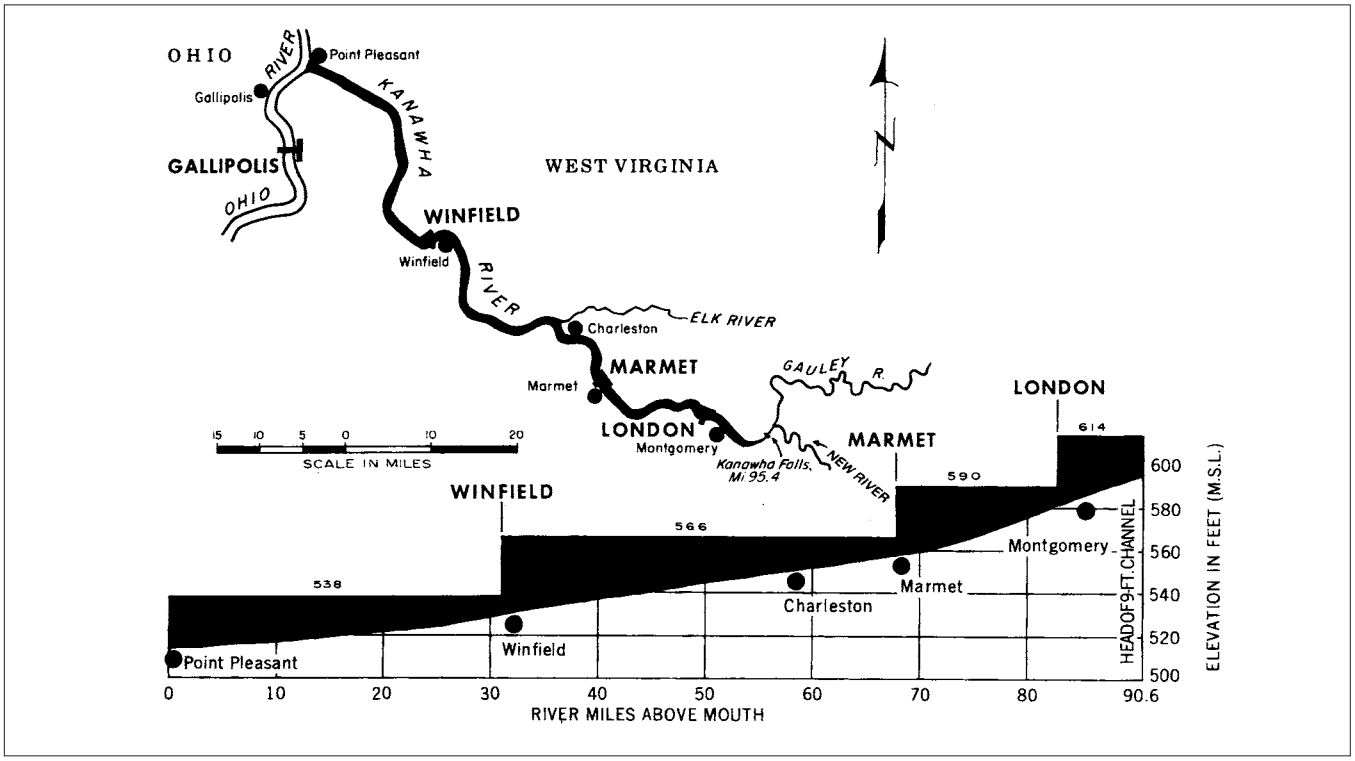 OHIO
RIVER
Point Pleasant
Gallipolis
KANAWHA
GALLIPOLIS
WEST VIRGINIA
N
OHIO
WINFIELD
Winfield
RIVER
ELK RIVER
Charleston
MARMET
Marmet
GAULEY R.
LONDON
LONDON
Montgomery
MARMET
614
15 10 5 0 10 20
SCALE IN MILES
Kanawha Falls,
Mi. 95.4
NEW RIVER
WINFIELD
590
566
538
600
580
560
540
520
500
ELEVATION IN FEET (M.S.L.)
HEAD OF 9-FT. CHANNEL
Montgomery
Marmet
Charleston
Winfield
Point Pleasant
0 10 20 30 40 50 60 70 80 90.6
RIVER MILES ABOVE MOUTH